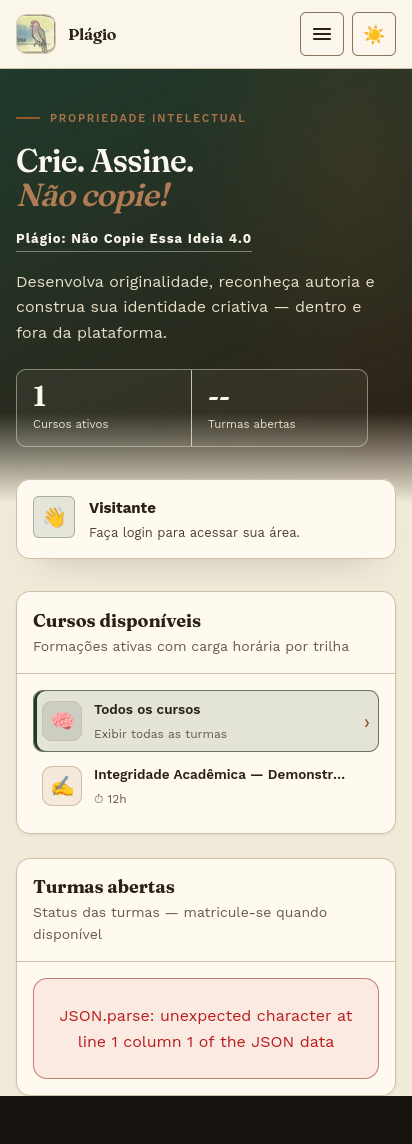 Plágio
PROPRIEDADE INTELECTUAL
Crie. Assine.
Não copie!
Plágio: Não Copie Essa Ideia 4.0
Desenvolva originalidade, reconheça autoria e
construa sua identidade criativa — dentro e
fora da plataforma.
1
Cursos ativos
--
Turmas abertas
Visitante
Faça login para acessar sua área.
Cursos disponíveis
Formações ativas com carga horária por trilha
Todos os cursos
Exibir todas as turmas
Integridade Acadêmica — Demonstr...
12h
Turmas abertas
Status das turmas — matricule-se quando
disponível
JSON.parse: unexpected character at
line 1 column 1 of the JSON data